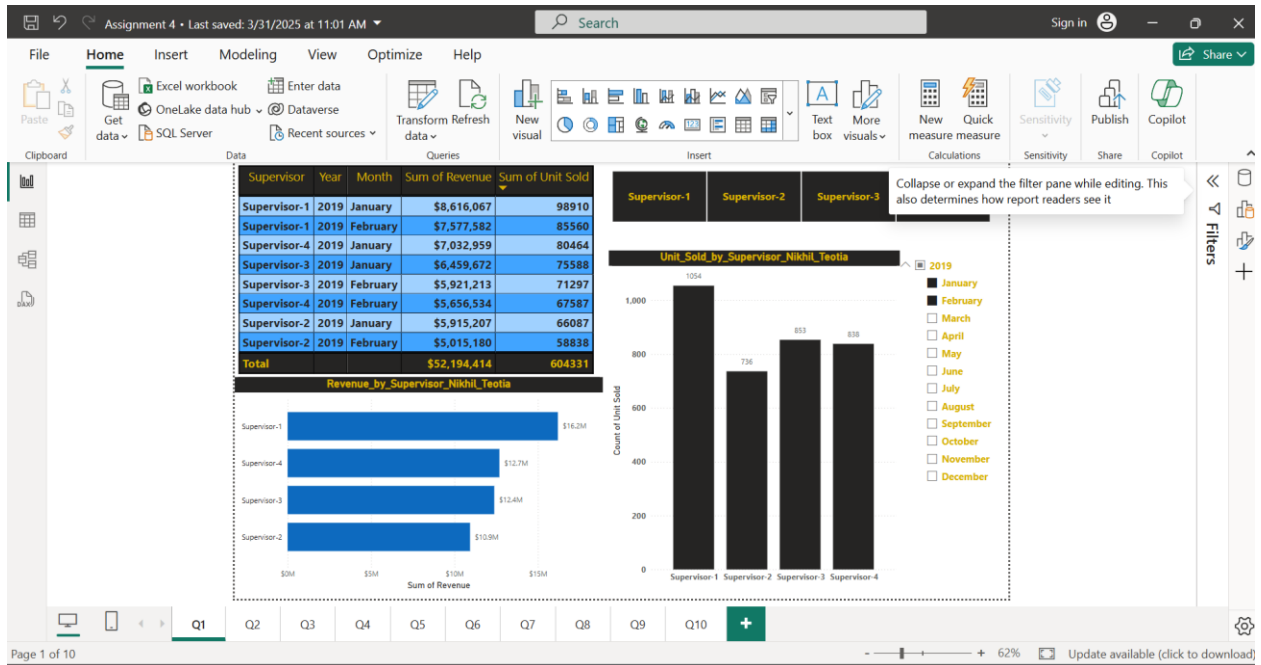 Assignment 4 • Last saved: 3/31/2025 at 11:01 AM
Search
Sign in
File Home Insert Modeling View Optimize Help
Share
Paste
Get data
Excel workbook
OneLake data hub
SQL Server
Enter data
Dataverse
Recent sources
Transform data
Refresh
New visual
123
A
Text box
More visuals
New measure
Quick measure
Sensitivity
Publish
Copilot
Clipboard Data Queries Insert Calculations Sensitivity Share Copilot
Supervisor Year Month Sum of Revenue Sum of Unit Sold
Supervisor-1 2019 January $8,616,067 98910
Supervisor-1 2019 February $7,577,582 85560
Supervisor-4 2019 January $7,032,959 80464
Supervisor-3 2019 January $6,459,672 75588
Supervisor-3 2019 February $5,921,213 71297
Supervisor-4 2019 February $5,656,534 67587
Supervisor-2 2019 January $5,915,207 66087
Supervisor-2 2019 February $5,015,180 58838
Total $52,194,414 604331
Supervisor-1 Supervisor-2 Supervisor-3
Collapse or expand the filter pane while editing. This
also determines how report readers see it
Filters
DAX
Revenue_by_Supervisor_Nikhil_Teotia
Supervisor-1 $16.2M
Supervisor-4 $12.7M
Supervisor-3 $12.4M
Supervisor-2 $10.9M
$0M $5M $10M $15M
Sum of Revenue
Unit_Sold_by_Supervisor_Nikhil_Teotia
Count of Unit Sold
1,000
800
600
400
200
0
1054
736
853
838
Supervisor-1 Supervisor-2 Supervisor-3 Supervisor-4
2019
January
February
March
April
May
June
July
August
September
October
November
December
Q1 Q2 Q3 Q4 Q5 Q6 Q7 Q8 Q9 Q10 +
Page 1 of 10
- + 62%
Update available (click to download)